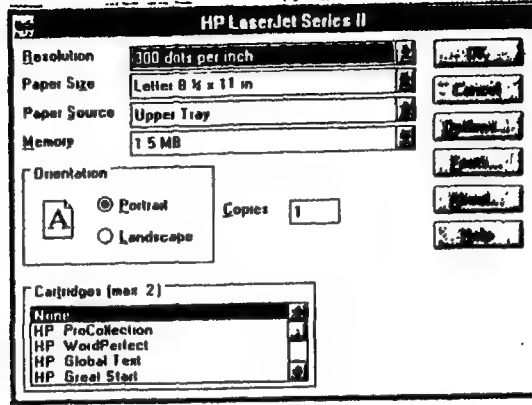 HP LaserJet Series II
Resolution 300 dots per inch
Paper Size Letter 8 ½ x 11 in
Paper Source Upper Tray
Memory 1.5 MB
Orientation
A
Portrait
Landscape
Copies 1
Cartridges (max 2)
None
HP ProCollection
HP WordPerfect
HP Global Text
HP Great Start
Cancel
Help